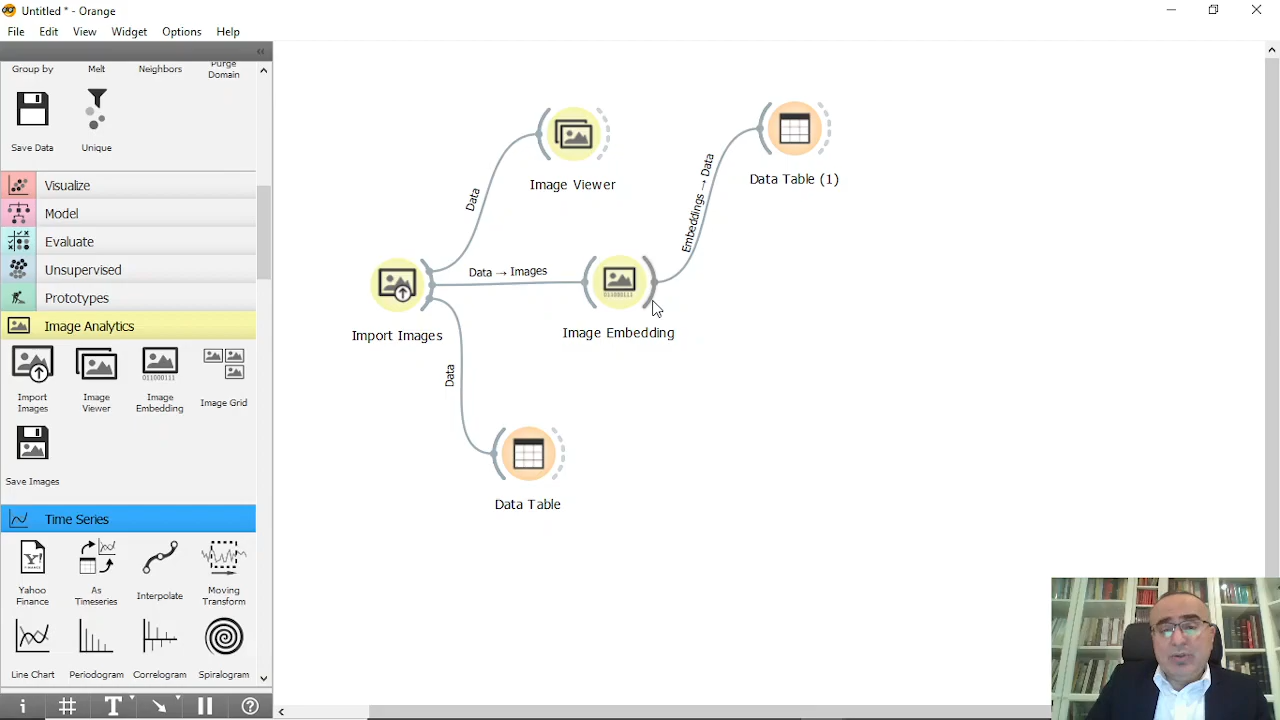 Untitled * - Orange
File Edit View Widget Options Help
Group by Melt Neighbors Purge Domain
Save Data Unique
Visualize
Model
Evaluate
Unsupervised
Prototypes
Image Analytics
Import Images
Image Viewer
Image Embedding
Image Grid
Save Images
Time Series
Yahoo Finance
As Timeseries
Interpolate
Moving Transform
Line Chart Periodogram Correlogram Spiralogram
Image Viewer
Data Table (1)
Data
Embeddings → Data
Data → Images
Import Images
Image Embedding
Data
Data Table